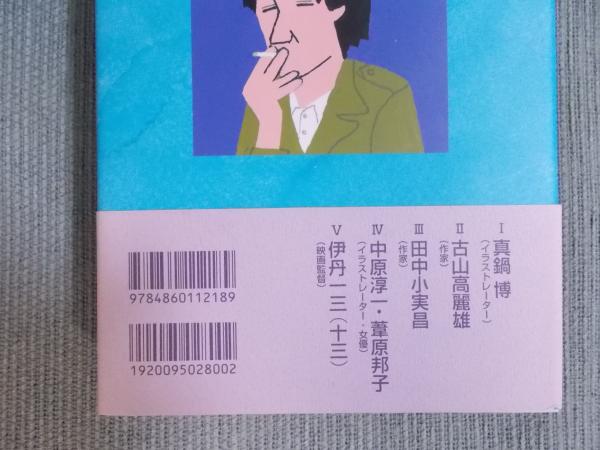 Ⅰ 真鍋 博
(イラストレーター)
Ⅱ 古山高麗雄
(作家)
Ⅲ 田中小実昌
(作家)
Ⅳ 中原淳一・葦原邦子
(イラストレーター・女優)
Ⅴ 伊丹一三(十三)
(映画監督)
9784860112189
1920095028002